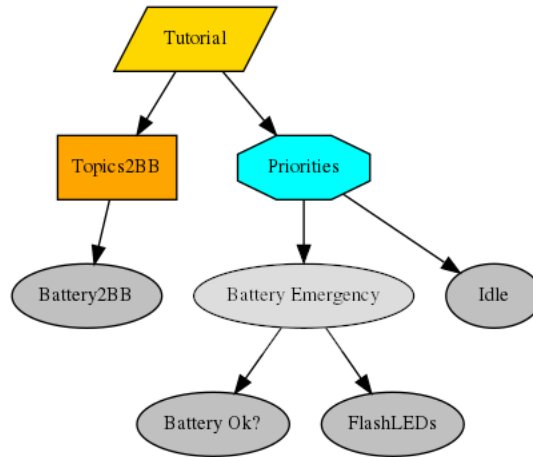 Tutorial
Topics2BB
Priorities
Battery2BB
Battery Emergency
Idle
Battery Ok?
FlashLEDs